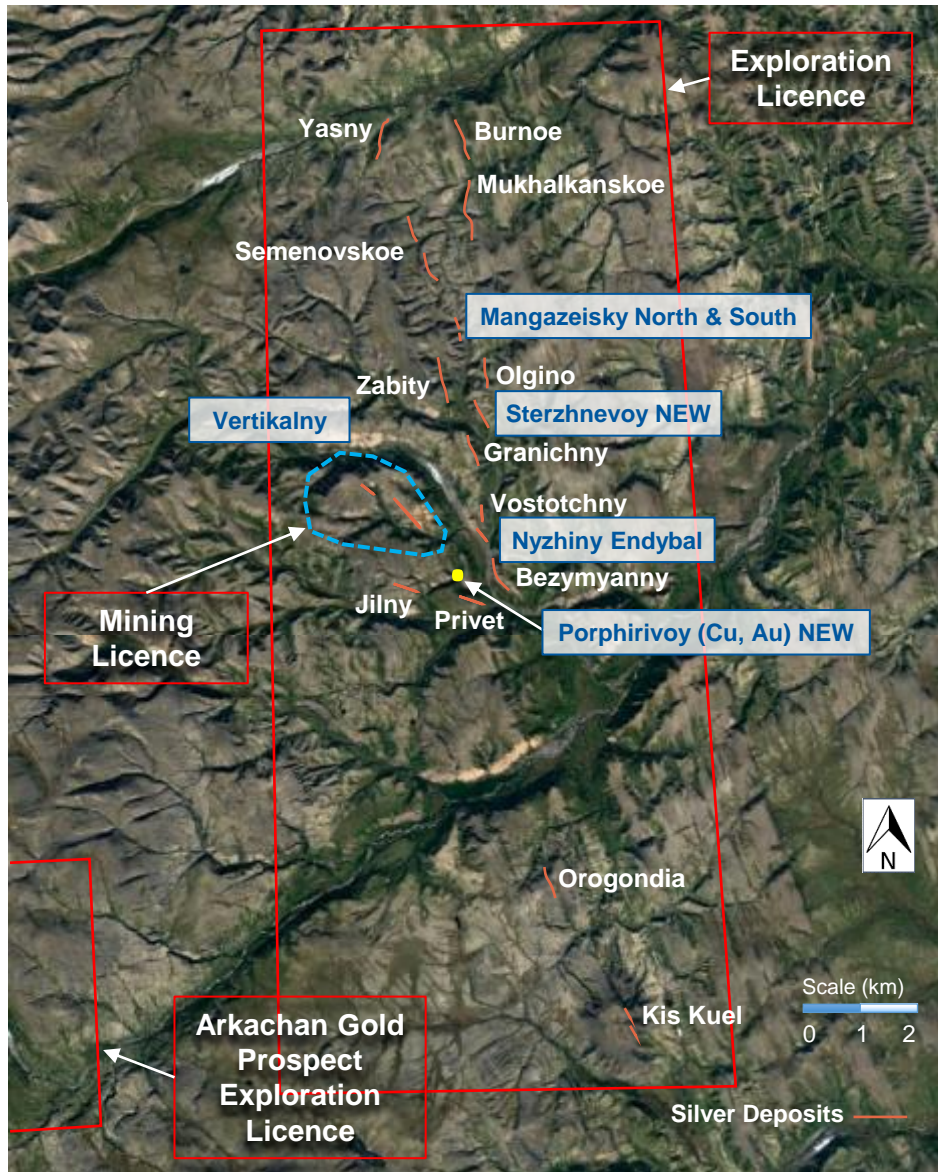 Exploration
Licence
Yasny
Burnoe
Mukhalkanskoe
Semenovskoe
Mangazeisky North & South
Zabity
Olgino
Vertikalny
Sterzhnevoy NEW
Granichny
Vostotchny
Nyzhiny Endybal
Bezymyanny
Jilny
Privet
Mining
Licence
Porphirivoy (Cu, Au) NEW
N
Orogondia
Scale (km)
0 1 2
Kis Kuel
Arkachan Gold
Prospect
Exploration
Licence
Silver Deposits